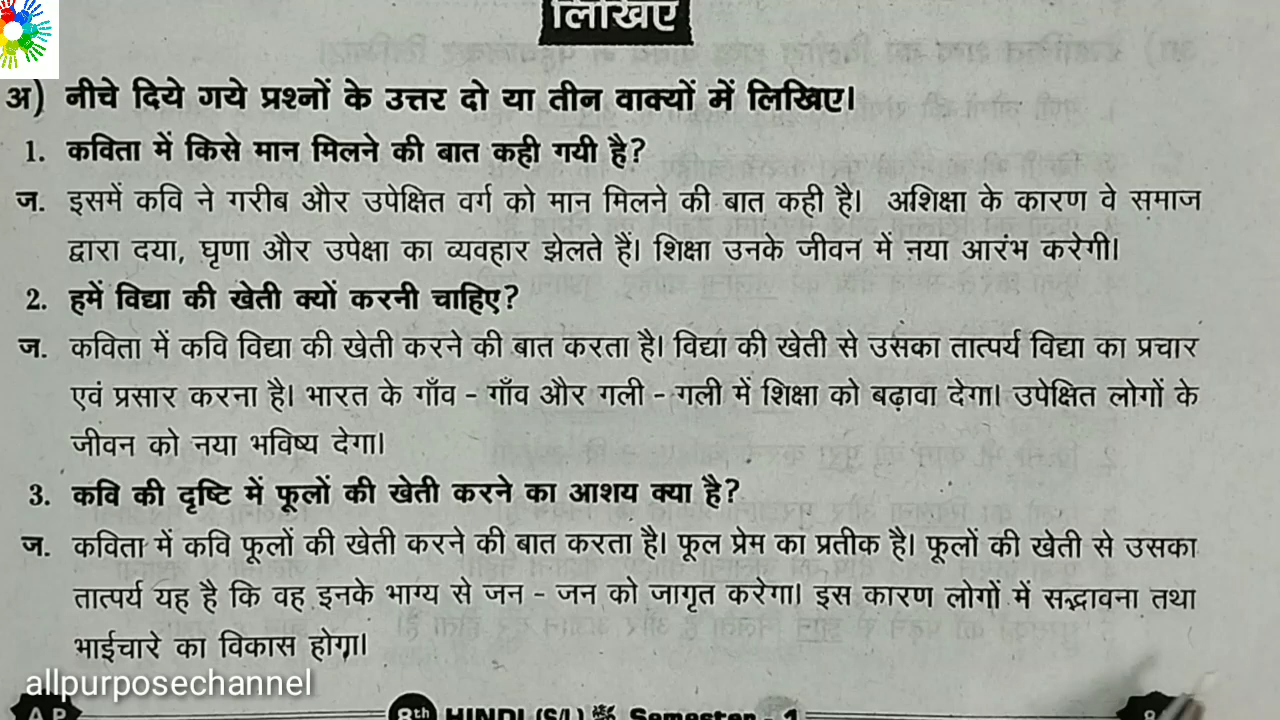 लिखिए
अ) नीचे दिये गये प्रश्नों के उत्तर दो या तीन वाक्यों में लिखिए।
1. कविता में किसे मान मिलने की बात कही गयी है?
ज. इसमें कवि ने गरीब और उपेक्षित वर्ग को मान मिलने की बात कही है। अशिक्षा के कारण वे समाज
द्वारा दया, घृणा और उपेक्षा का व्यवहार झेलते हैं। शिक्षा उनके जीवन में नया आरंभ करेगी।
2. हमें विद्या की खेती क्यों करनी चाहिए?
ज. कविता में कवि विद्या की खेती करने की बात करता है। विद्या की खेती से उसका तात्पर्य विद्या का प्रचार
एवं प्रसार करना है। भारत के गाँव - गाँव और गली - गली में शिक्षा को बढ़ावा देगा। उपेक्षित लोगों के
जीवन को नया भविष्य देगा।
3. कवि की दृष्टि में फूलों की खेती करने का आशय क्या है?
ज. कविता में कवि फूलों की खेती करने की बात करता है। फूल प्रेम का प्रतीक है। फूलों की खेती से उसका
तात्पर्य यह है कि वह इनके भाग्य से जन - जन को जागृत करेगा। इस कारण लोगों में सद्भावना तथा
भाईचारे का विकास होगा।
allpurposechannel
A.P. 8th HINDI (S/L) Semester - 1